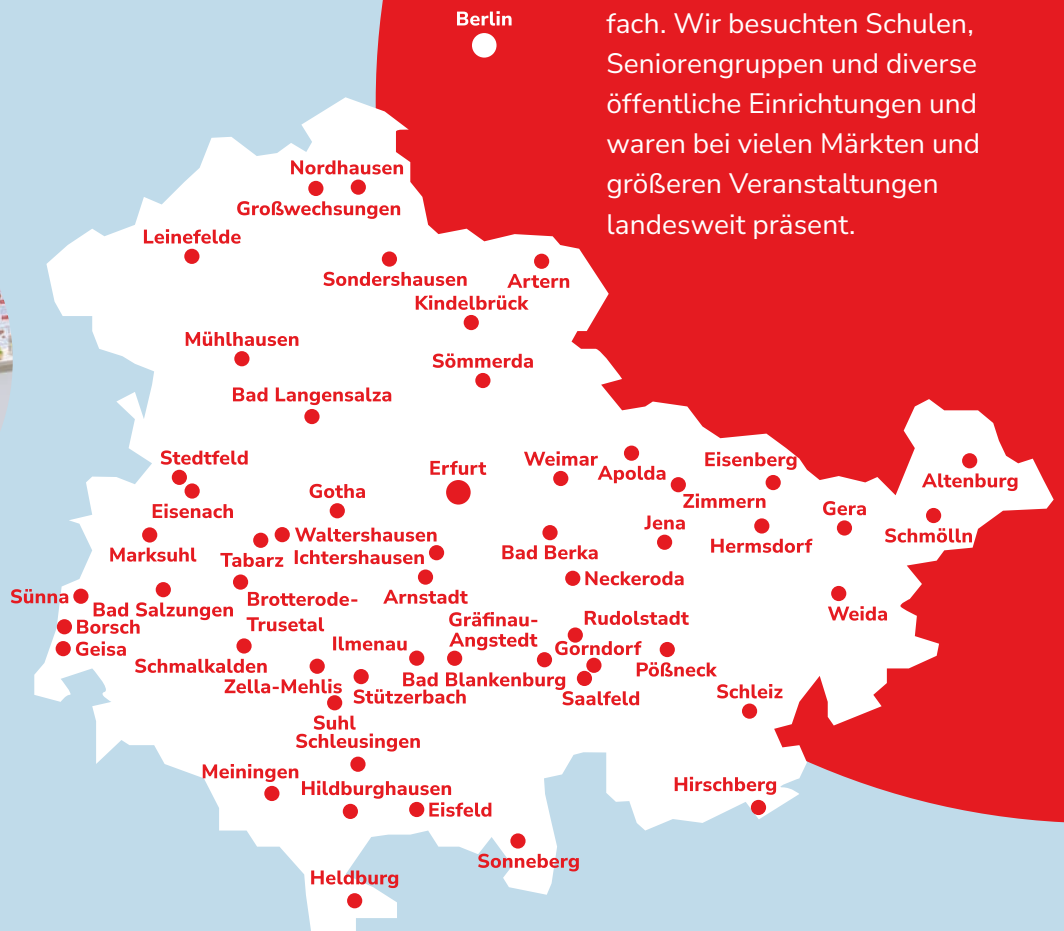 Berlin
fach. Wir besuchten Schulen,
Seniorengruppen und diverse
öffentliche Einrichtungen und
waren bei vielen Märkten und
größeren Veranstaltungen
landesweit präsent.
Nordhausen
Großwechsungen
Leinefelde
Sondershausen
Artern
Kindelbrück
Mühlhausen
Sömmerda
Bad Langensalza
Stedtfeld
Eisenach
Erfurt
Weimar
Apolda
Eisenberg
Zimmern
Altenburg
Gotha
Jena
Gera
Schmölln
Marksuhl
Tabarz
Waltershausen
Ichtershausen
Bad Berka
Hermsdorf
Neckeroda
Sünna
Bad Salzungen
Brotterode-
Trusetal
Arnstadt
Weida
Borsch
Geisa
Gräfinau-
Angstedt
Rudolstadt
Schmalkalden
Ilmenau
Gorndorf
Pößneck
Zella-Mehlis
Stützerbach
Bad Blankenburg
Saalfeld
Schleiz
Suhl
Schleusingen
Meiningen
Hildburghausen
Eisfeld
Hirschberg
Sonneberg
Heldburg